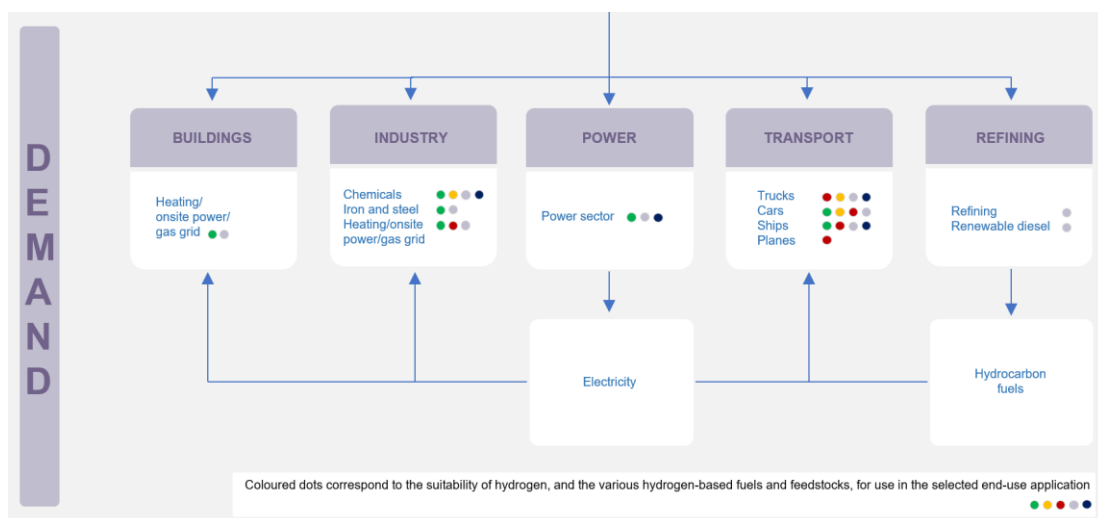 DEMAND
BUILDINGS
INDUSTRY
POWER
TRANSPORT
REFINING
Heating/
onsite power/
gas grid
Chemicals
Iron and steel
Heating/onsite
power/gas grid
Power sector
Trucks
Cars
Ships
Planes
Refining
Renewable diesel
Electricity
Hydrocarbon
fuels
Coloured dots correspond to the suitability of hydrogen, and the various hydrogen-based fuels and feedstocks, for use in the selected end-use application